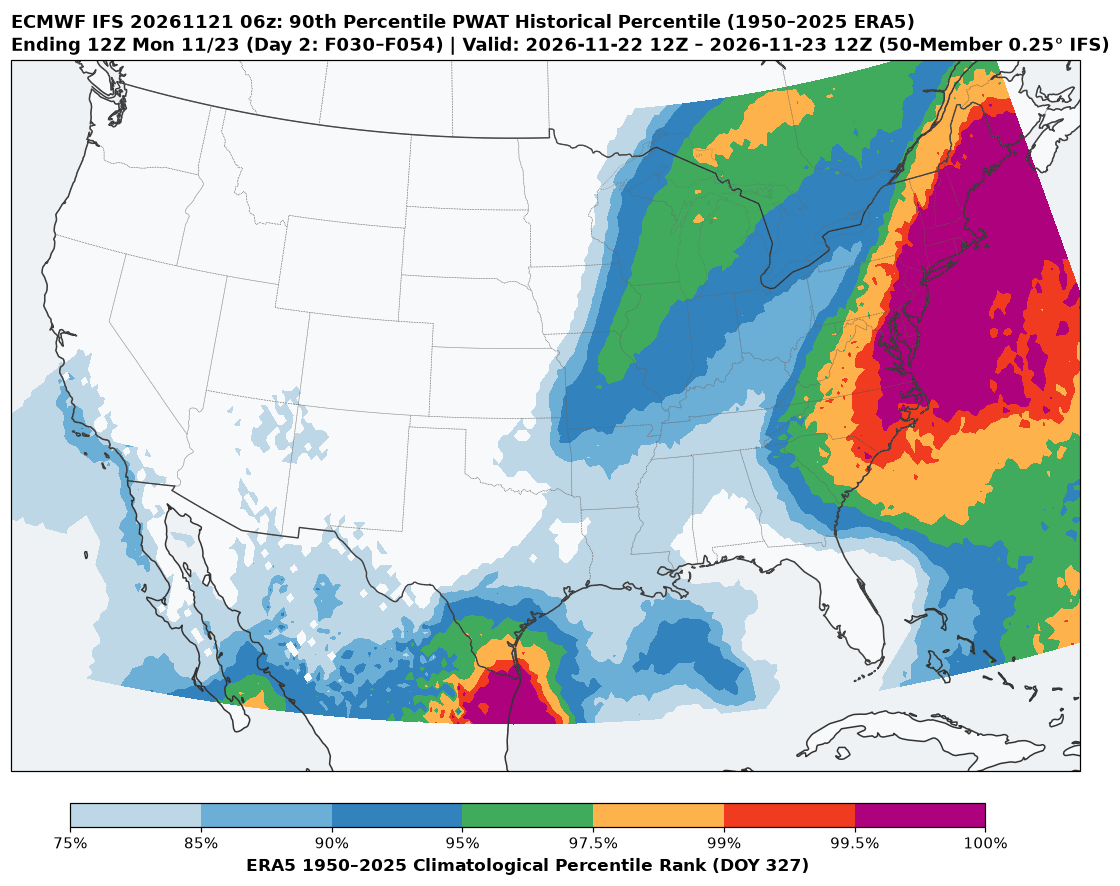 ECMWF IFS 20261121 06z: 90th Percentile PWAT Historical Percentile (1950–2025 ERA5)
Ending 12Z Mon 11/23 (Day 2: F030–F054) | Valid: 2026-11-22 12Z – 2026-11-23 12Z (50-Member 0.25° IFS)
75% 85% 90% 95% 97.5% 99% 99.5% 100%
ERA5 1950–2025 Climatological Percentile Rank (DOY 327)